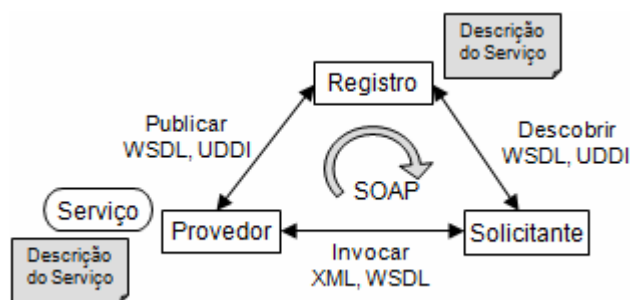 Descrição
do Serviço
Registro
Publicar
WSDL, UDDI
Descobrir
WSDL, UDDI
SOAP
Serviço
Provedor
Solicitante
Descrição
do Serviço
Invocar
XML, WSDL